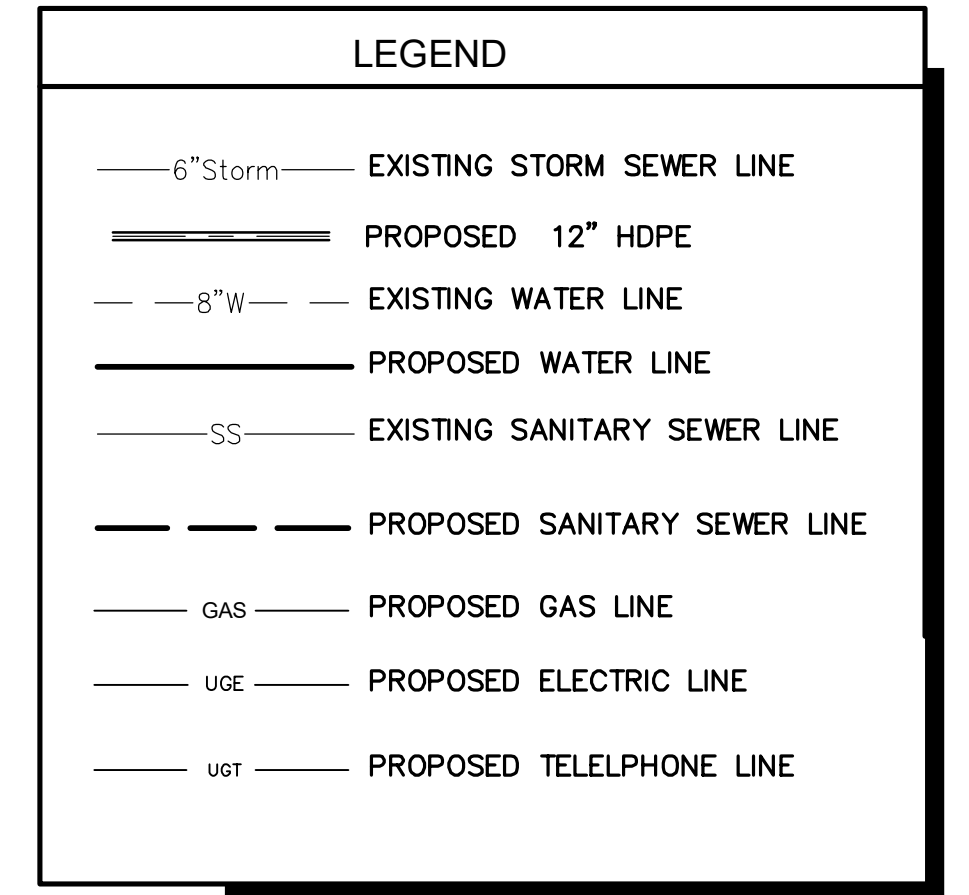 LEGEND
6"Storm EXISTING STORM SEWER LINE
PROPOSED 12" HDPE
8"W EXISTING WATER LINE
PROPOSED WATER LINE
SS EXISTING SANITARY SEWER LINE
PROPOSED SANITARY SEWER LINE
GAS PROPOSED GAS LINE
UGE PROPOSED ELECTRIC LINE
UGT PROPOSED TELELPHONE LINE